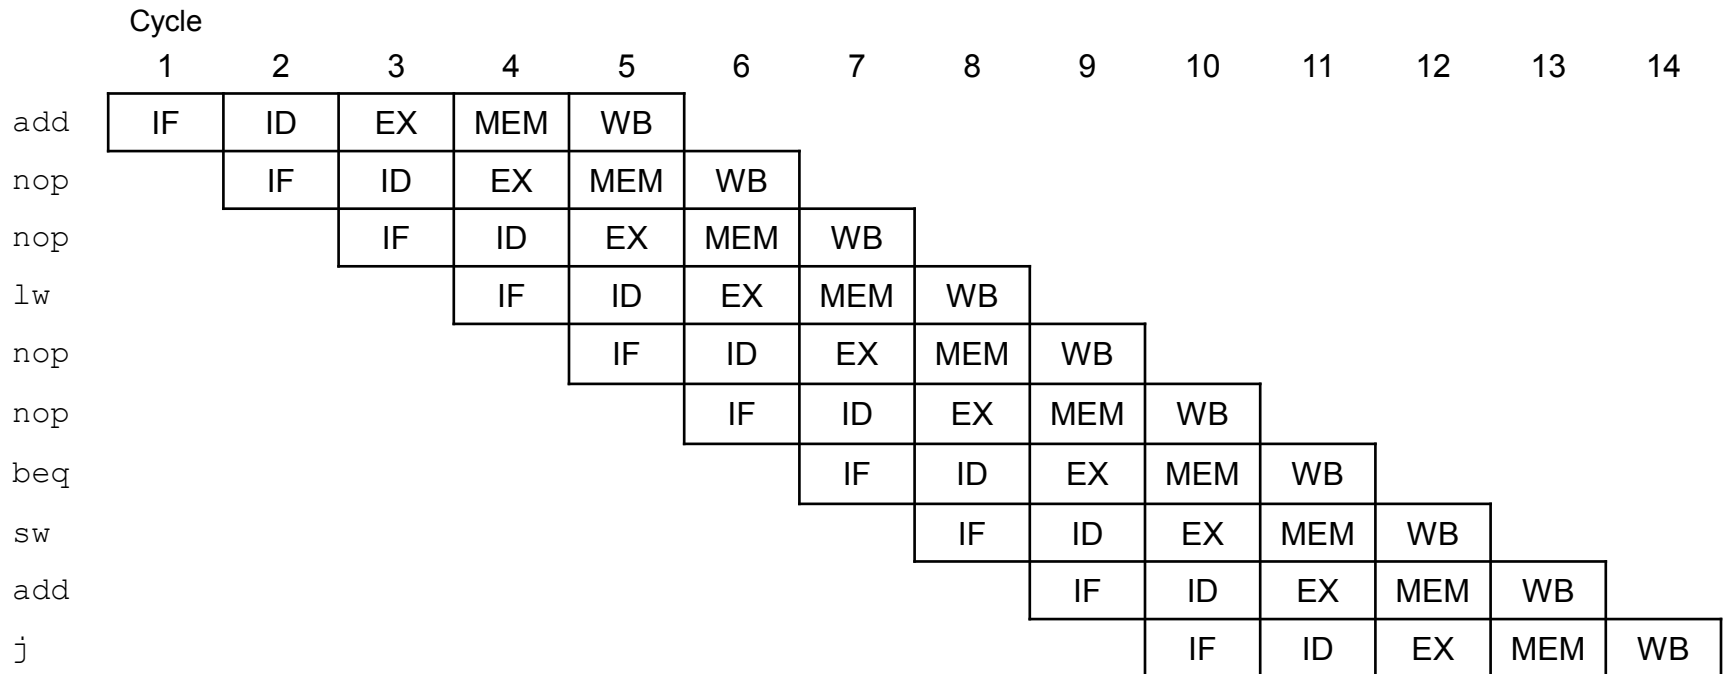 Cycle
1 2 3 4 5 6 7 8 9 10 11 12 13 14
add IF ID EX MEM WB
nop IF ID EX MEM WB
nop IF ID EX MEM WB
lw IF ID EX MEM WB
nop IF ID EX MEM WB
nop IF ID EX MEM WB
beq IF ID EX MEM WB
sw IF ID EX MEM WB
add IF ID EX MEM WB
j IF ID EX MEM WB